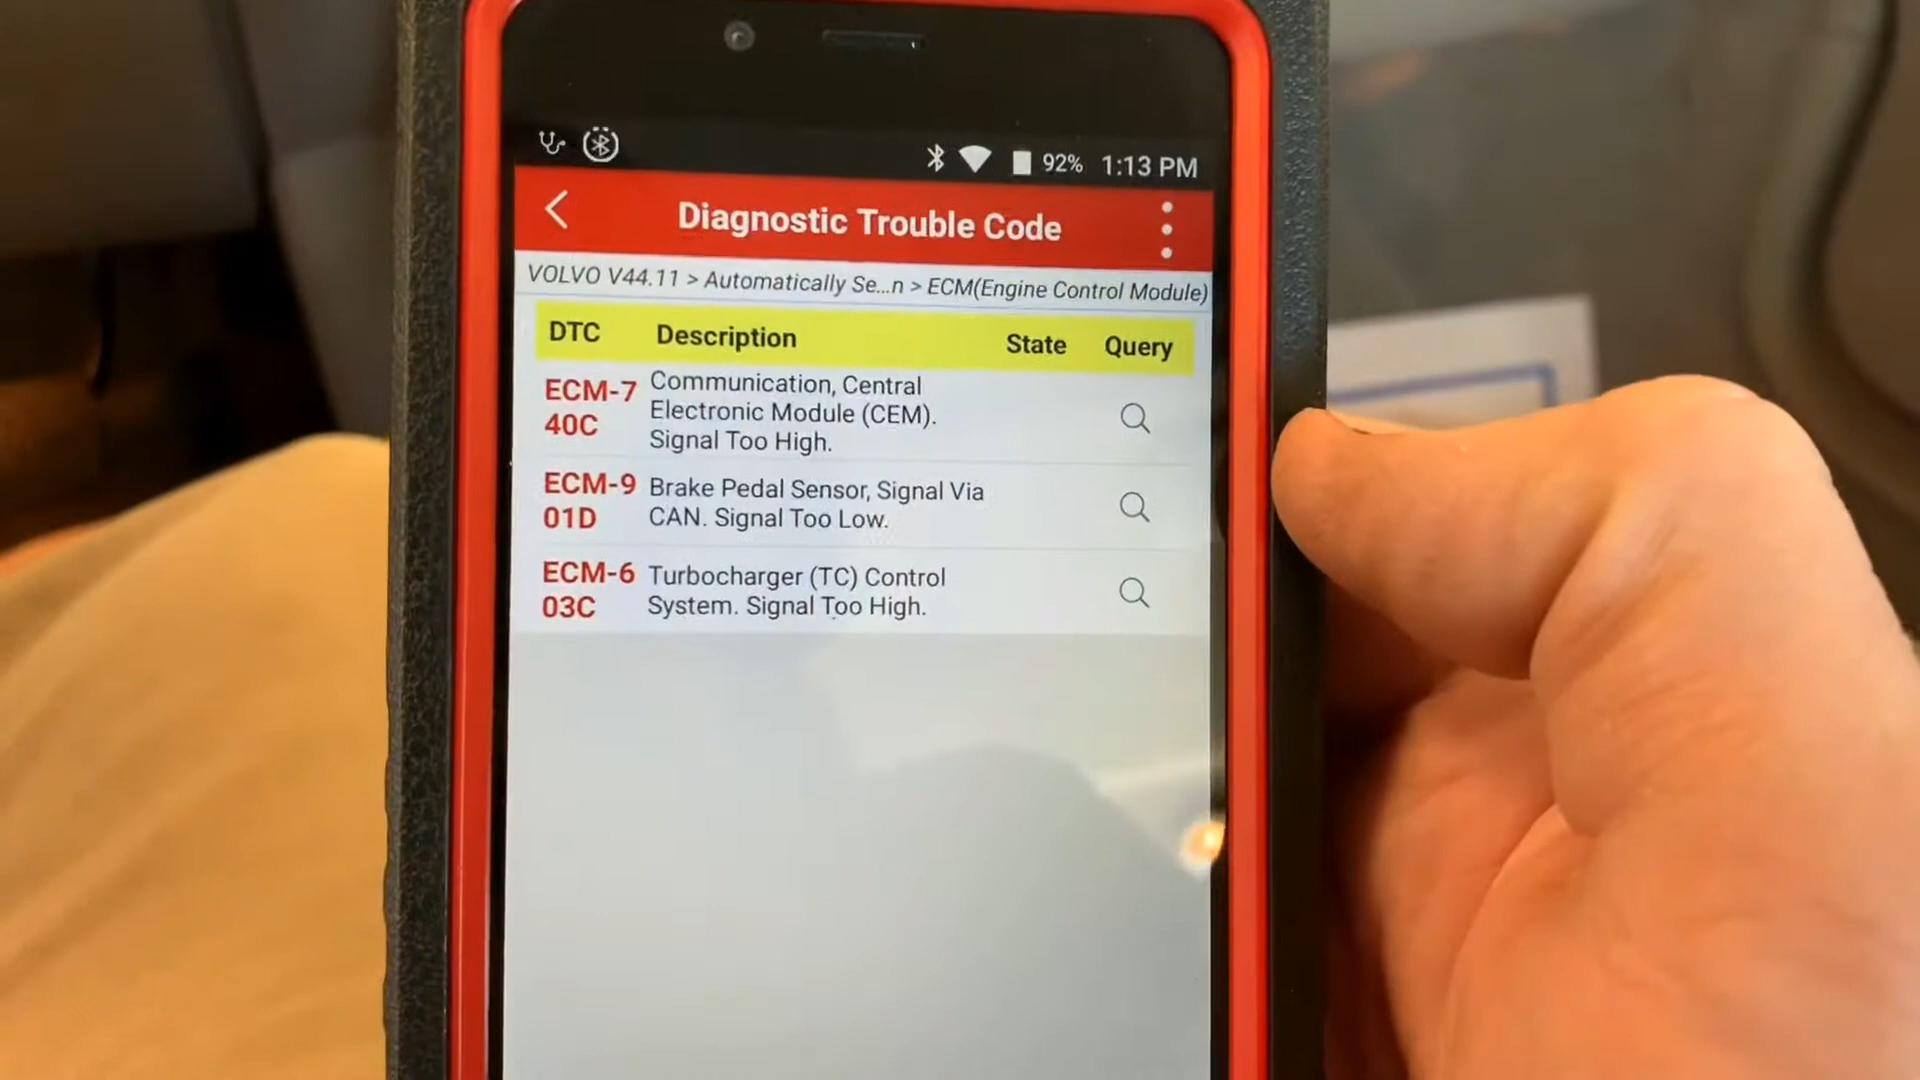 92% 1:13 PM
Diagnostic Trouble Code
VOLVO V44.11 > Automatically Se...n > ECM(Engine Control Module)
DTC Description State Query
ECM-7
40C
Communication, Central
Electronic Module (CEM).
Signal Too High.
ECM-9
01D
Brake Pedal Sensor, Signal Via
CAN. Signal Too Low.
ECM-6
03C
Turbocharger (TC) Control
System. Signal Too High.